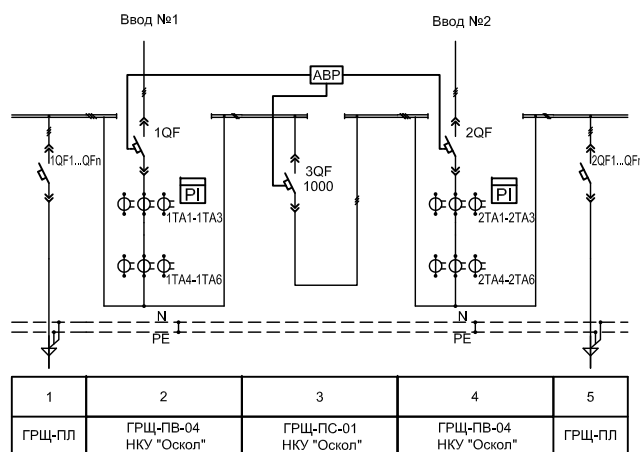 Ввод №1
Ввод №2
АВР
1QF1...QFn
1QF
3QF
1000
2QF
2QF1...QFn
PI
PI
1TA1-1TA3
2TA1-2TA3
1TA4-1TA6
2TA4-2TA6
N
N
PE
PE
1
2
3
4
5
ГРЩ-ПЛ
ГРЩ-ПВ-04
НКУ "Оскол"
ГРЩ-ПС-01
НКУ "Оскол"
ГРЩ-ПВ-04
НКУ "Оскол"
ГРЩ-ПЛ